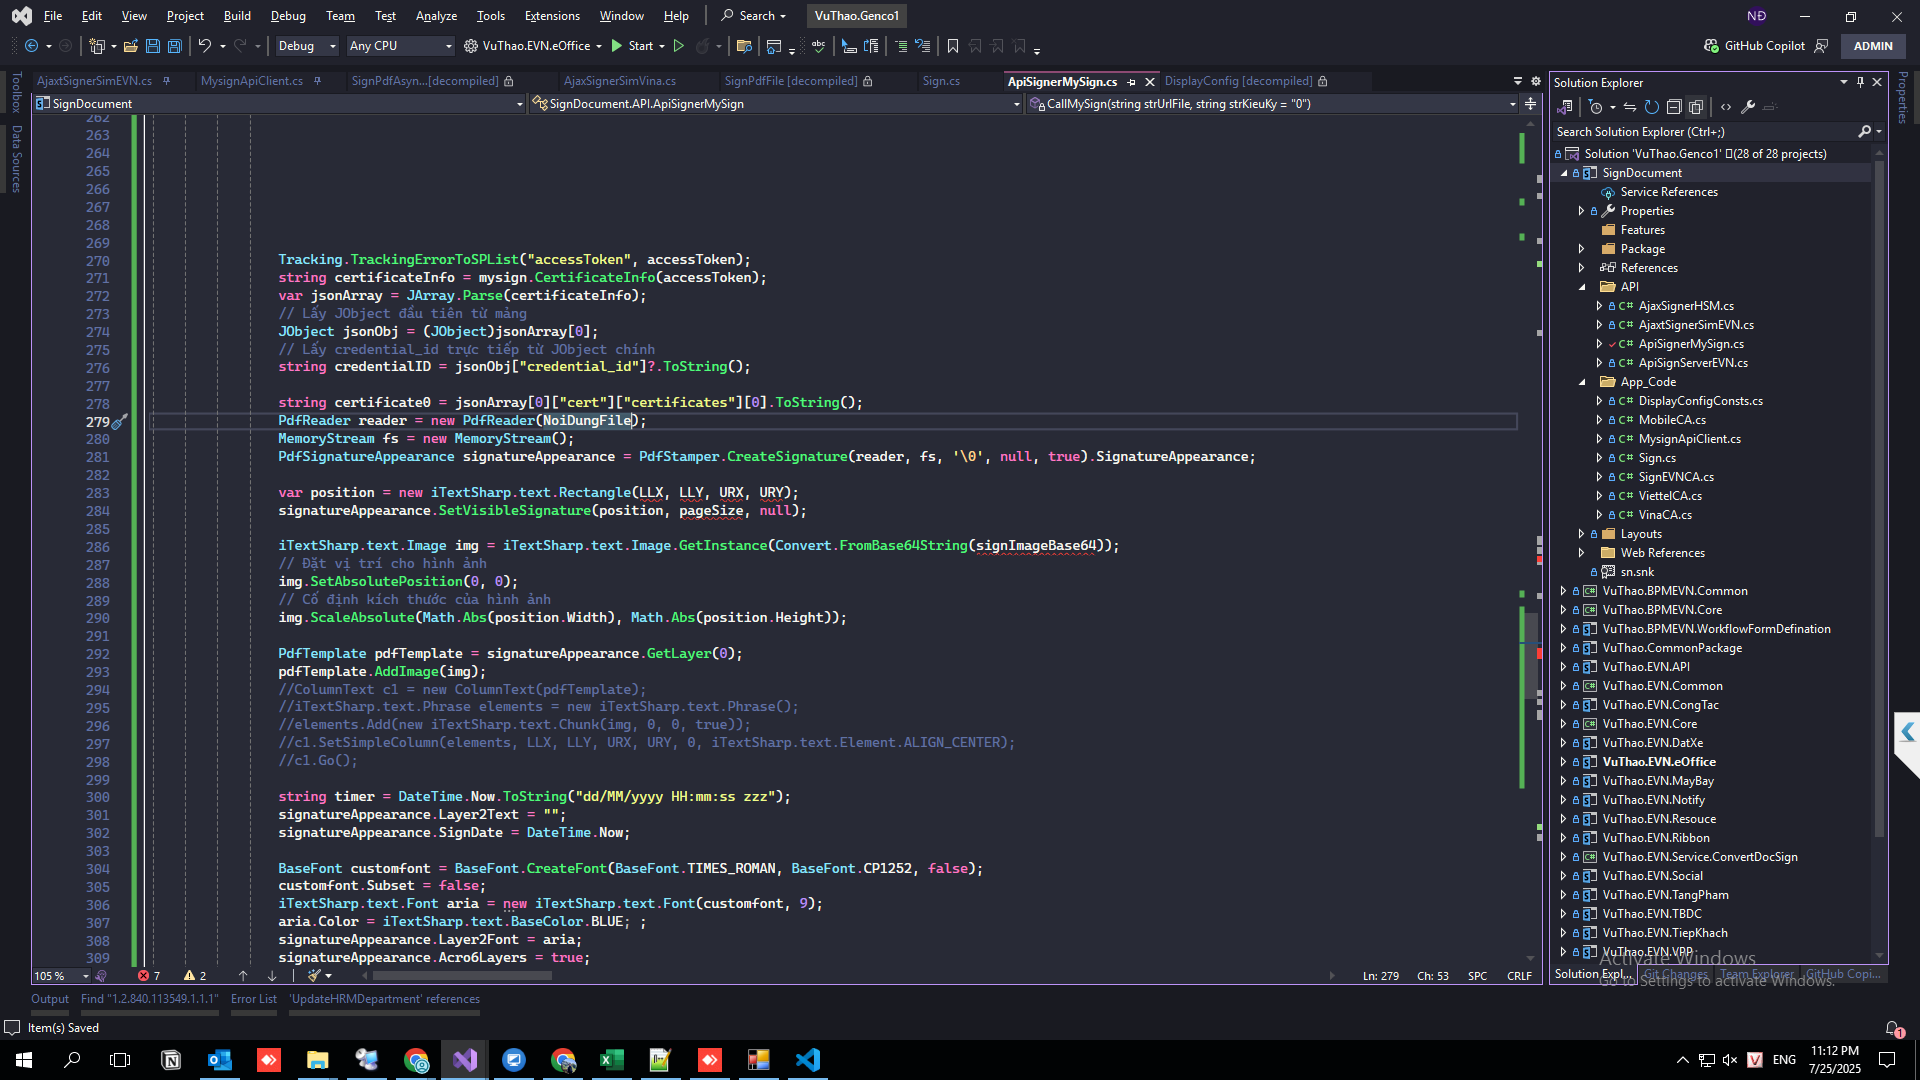 File Edit View Project Build Debug Team Test Analyze Tools Extensions Window Help Search VuThao.Genco1 NĐ
Debug Any CPU VuThao.EVN.eOffice Start GitHub Copilot ADMIN
AjaxtSignerSimEVN.cs MysignApiClient.cs SignPdfAsyn...[decompiled] AjaxSignerSimVina.cs SignPdfFile [decompiled] Sign.cs ApiSignerMySign.cs DisplayConfig [decompiled]
SignDocument SignDocument.API.ApiSignerMySign CallMySign(string strUrlFile, string strKieuKy = "0")
Toolbox
Data Sources
262
263
264
265
266
267
268
269
270 Tracking.TrackingErrorToSPList("accessToken", accessToken);
271 string certificateInfo = mysign.CertificateInfo(accessToken);
272 var jsonArray = JArray.Parse(certificateInfo);
273 // Lấy JObject đầu tiên từ mảng
274 JObject jsonObj = (JObject)jsonArray[0];
275 // Lấy credential_id trực tiếp từ JObject chính
276 string credentialID = jsonObj["credential_id"]?.ToString();
277
278 string certificate0 = jsonArray[0]["cert"]["certificates"][0].ToString();
279 PdfReader reader = new PdfReader(NoiDungFile);
280 MemoryStream fs = new MemoryStream();
281 PdfSignatureAppearance signatureAppearance = PdfStamper.CreateSignature(reader, fs, '\0', null, true).SignatureAppearance;
282
283 var position = new iTextSharp.text.Rectangle(LLX, LLY, URX, URY);
284 signatureAppearance.SetVisibleSignature(position, pageSize, null);
285
286 iTextSharp.text.Image img = iTextSharp.text.Image.GetInstance(Convert.FromBase64String(signImageBase64));
287 // Đặt vị trí cho hình ảnh
288 img.SetAbsolutePosition(0, 0);
289 // Cố định kích thước của hình ảnh
290 img.ScaleAbsolute(Math.Abs(position.Width), Math.Abs(position.Height));
291
292 PdfTemplate pdfTemplate = signatureAppearance.GetLayer(0);
293 pdfTemplate.AddImage(img);
294 //ColumnText c1 = new ColumnText(pdfTemplate);
295 //iTextSharp.text.Phrase elements = new iTextSharp.text.Phrase();
296 //elements.Add(new iTextSharp.text.Chunk(img, 0, 0, true));
297 //c1.SetSimpleColumn(elements, LLX, LLY, URX, URY, 0, iTextSharp.text.Element.ALIGN_CENTER);
298 //c1.Go();
299
300 string timer = DateTime.Now.ToString("dd/MM/yyyy HH:mm:ss zzz");
301 signatureAppearance.Layer2Text = "";
302 signatureAppearance.SignDate = DateTime.Now;
303
304 BaseFont customfont = BaseFont.CreateFont(BaseFont.TIMES_ROMAN, BaseFont.CP1252, false);
305 customfont.Subset = false;
306 iTextSharp.text.Font aria = new iTextSharp.text.Font(customfont, 9);
307 aria.Color = iTextSharp.text.BaseColor.BLUE; ;
308 signatureAppearance.Layer2Font = aria;
309 signatureAppearance.Acro6Layers = true;
105 % 7 2 Ln: 279 Ch: 53 SPC CRLF
Solution Explorer
Search Solution Explorer (Ctrl+;)
Solution 'VuThao.Genco1' (28 of 28 projects)
SignDocument
Service References
Properties
Features
Package
References
API
AjaxSignerHSM.cs
AjaxtSignerSimEVN.cs
ApiSignerMySign.cs
ApiSignServerEVN.cs
App_Code
DisplayConfigConsts.cs
MobileCA.cs
MysignApiClient.cs
Sign.cs
SignEVNCA.cs
ViettelCA.cs
VinaCA.cs
Layouts
Web References
sn.snk
VuThao.BPMEVN.Common
VuThao.BPMEVN.Core
VuThao.BPMEVN.WorkflowFormDefination
VuThao.CommonPackage
VuThao.EVN.API
VuThao.EVN.Common
VuThao.EVN.CongTac
VuThao.EVN.Core
VuThao.EVN.DatXe
VuThao.EVN.eOffice
VuThao.EVN.MayBay
VuThao.EVN.Notify
VuThao.EVN.Resouce
VuThao.EVN.Ribbon
VuThao.EVN.Service.ConvertDocSign
VuThao.EVN.Social
VuThao.EVN.TangPham
VuThao.EVN.TBDC
VuThao.EVN.TiepKhach
VuThao.EVN.VPP
Solution Expl... Git Changes Team Explorer GitHub Copi...
Properties
Activate Windows
Go to Settings to activate Windows.
Output Find "1.2.840.113549.1.1.1" Error List 'UpdateHRMDepartment' references
Item(s) Saved
1
ENG
11:12 PM
7/25/2025